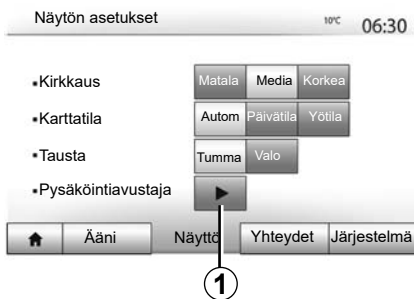 Näytön asetukset 10°C 06:30
▪Kirkkaus Matala Media Korkea
▪Karttatila Autom Päivätila Yötila
▪Tausta Tumma Valo
▪Pysäköintiavustaja
Ääni Näyttö Yhteydet Järjestelmä
1